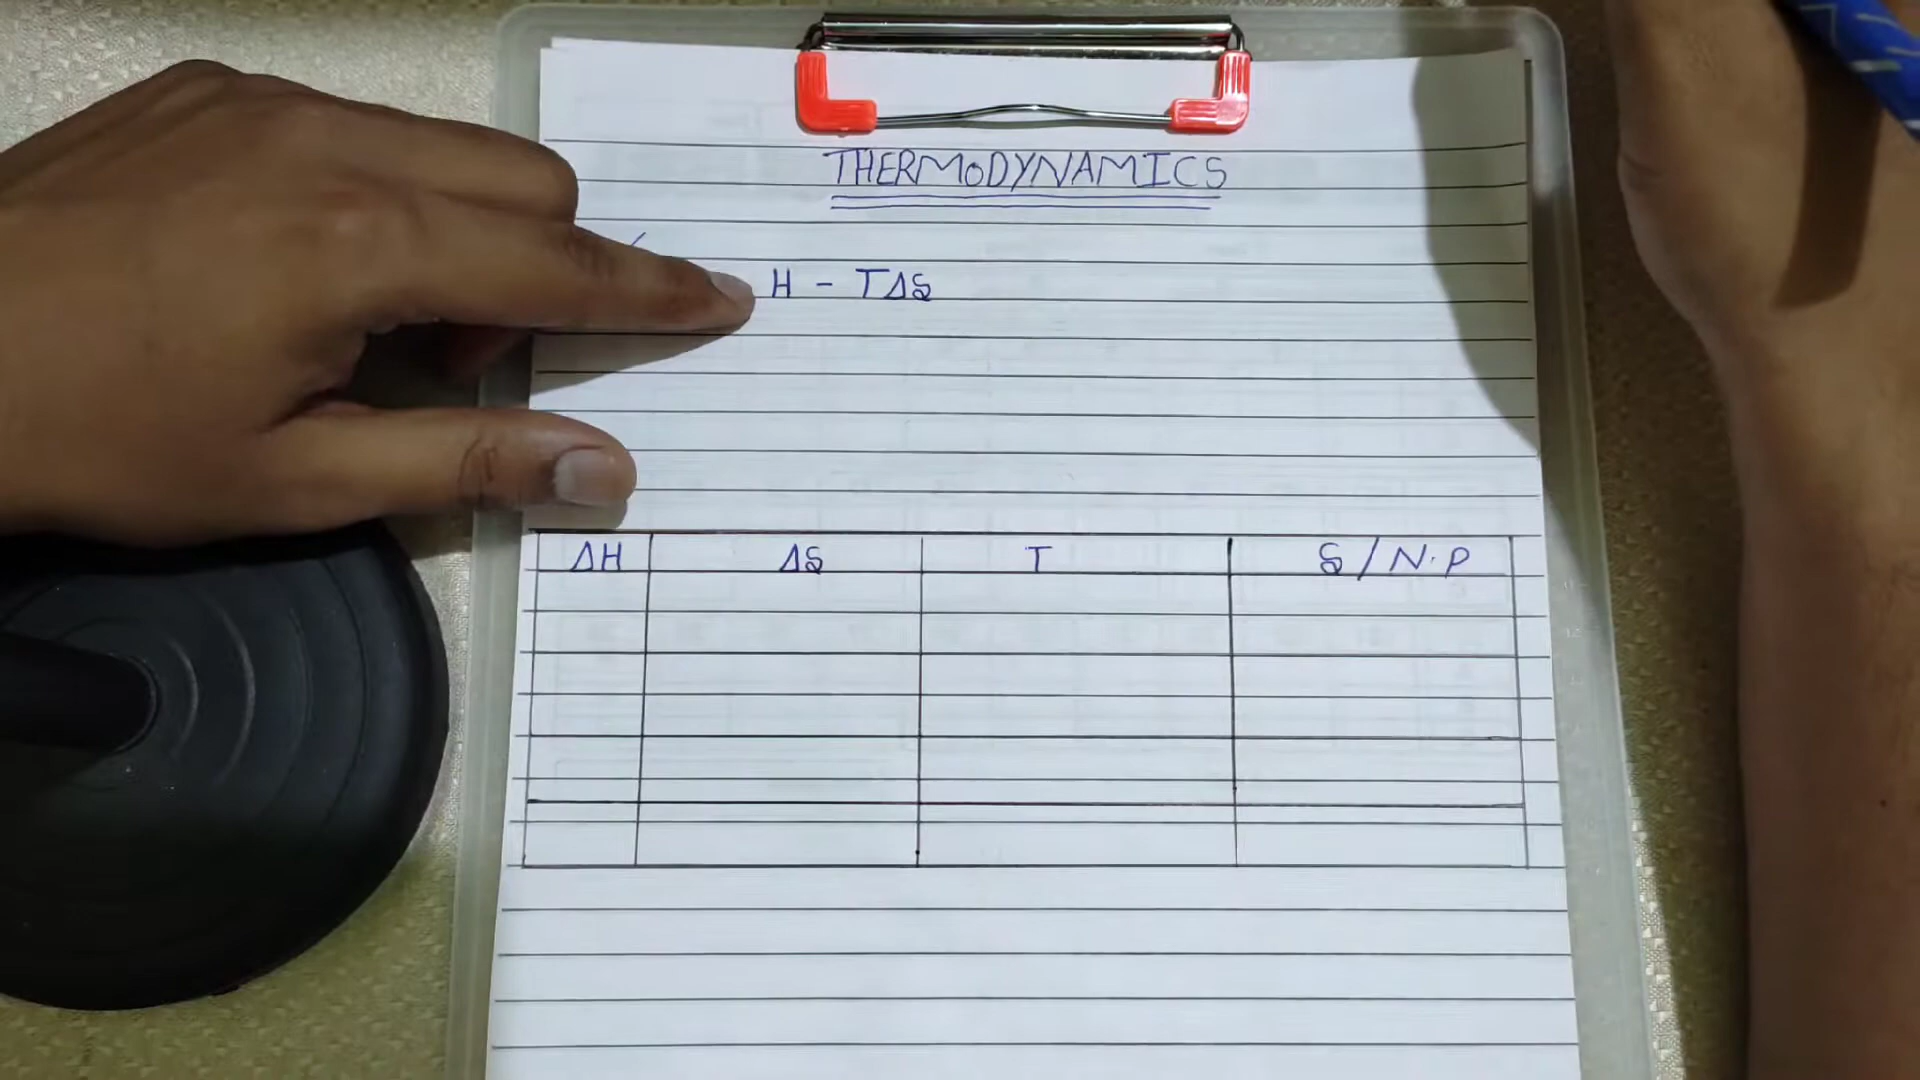 THERMODYNAMICS
H - TΔS
ΔH ΔS T S/N.P